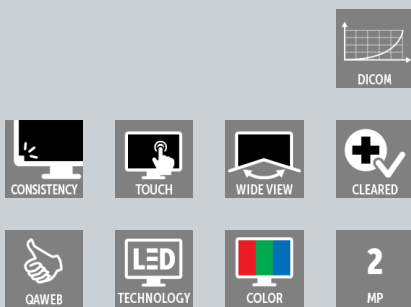 DICOM
CONSISTENCY
TOUCH
WIDE VIEW
CLEARED
QAWEB
LED
TECHNOLOGY
COLOR
2
MP